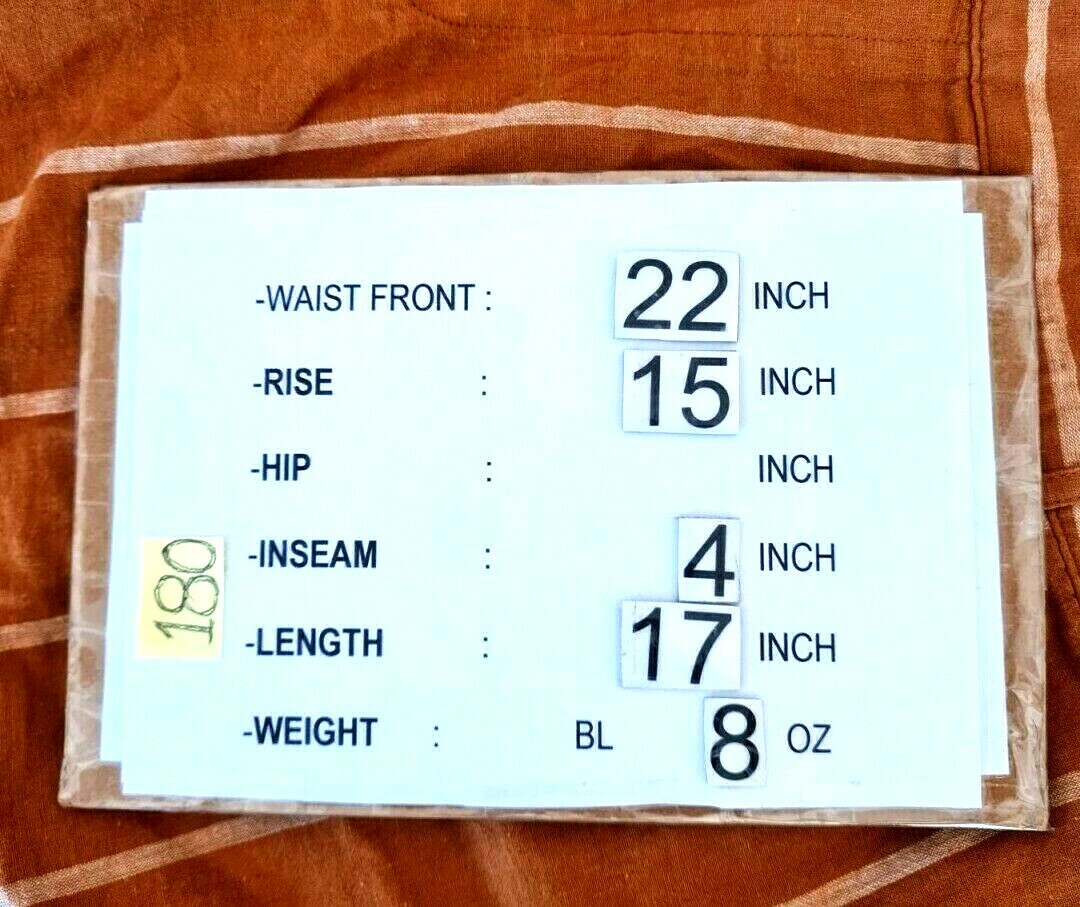 -WAIST FRONT : 22 INCH
-RISE : 15 INCH
-HIP : INCH
-INSEAM : 4 INCH
-LENGTH : 17 INCH
-WEIGHT : BL 8 OZ
180